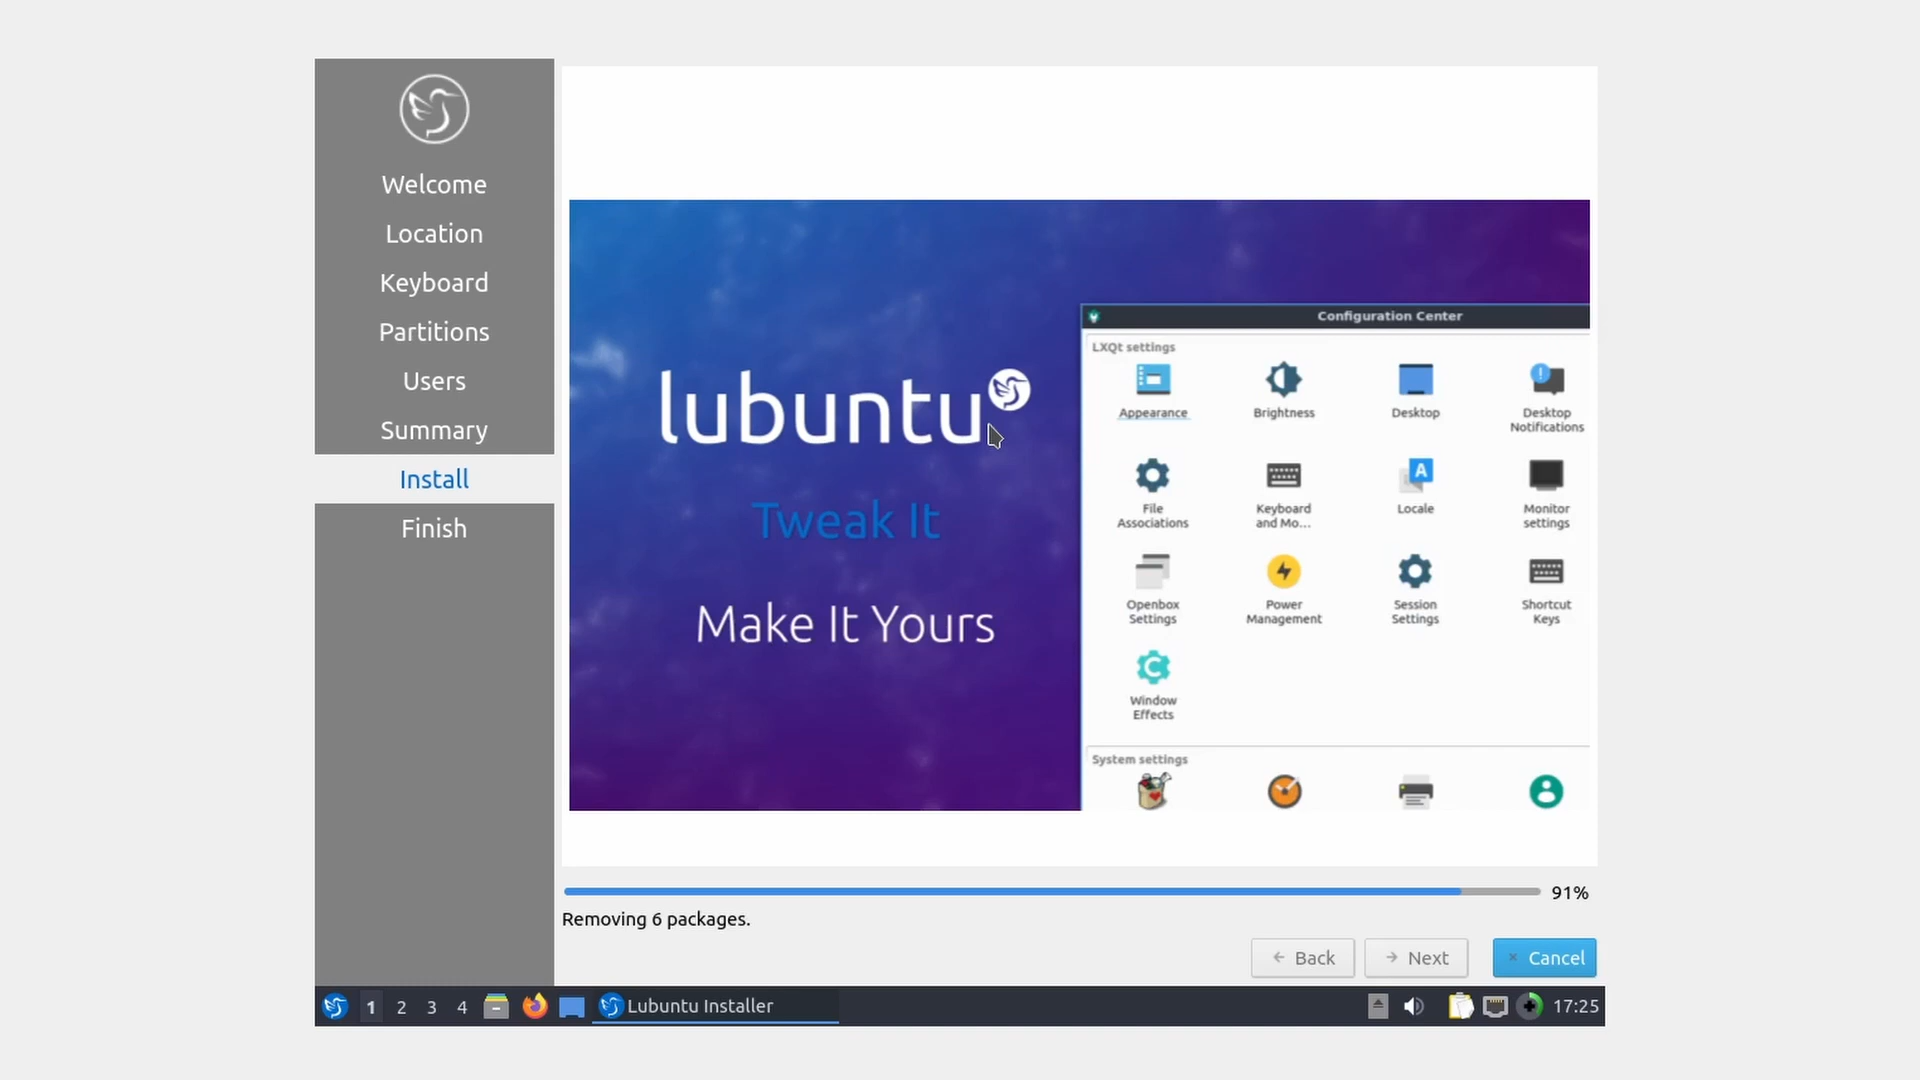 Welcome
Location
Keyboard
Partitions
Users
Summary
Install
Finish
lubuntu
Tweak It
Make It Yours
Configuration Center
LXQt settings
Appearance
Brightness
Desktop
Desktop
Notifications
File
Associations
Keyboard
and Mo...
Locale
Monitor
settings
Openbox
Settings
Power
Management
Session
Settings
Shortcut
Keys
Window
Effects
System settings
91%
Removing 6 packages.
Back
Next
Cancel
1 2 3 4
Lubuntu Installer
17:25